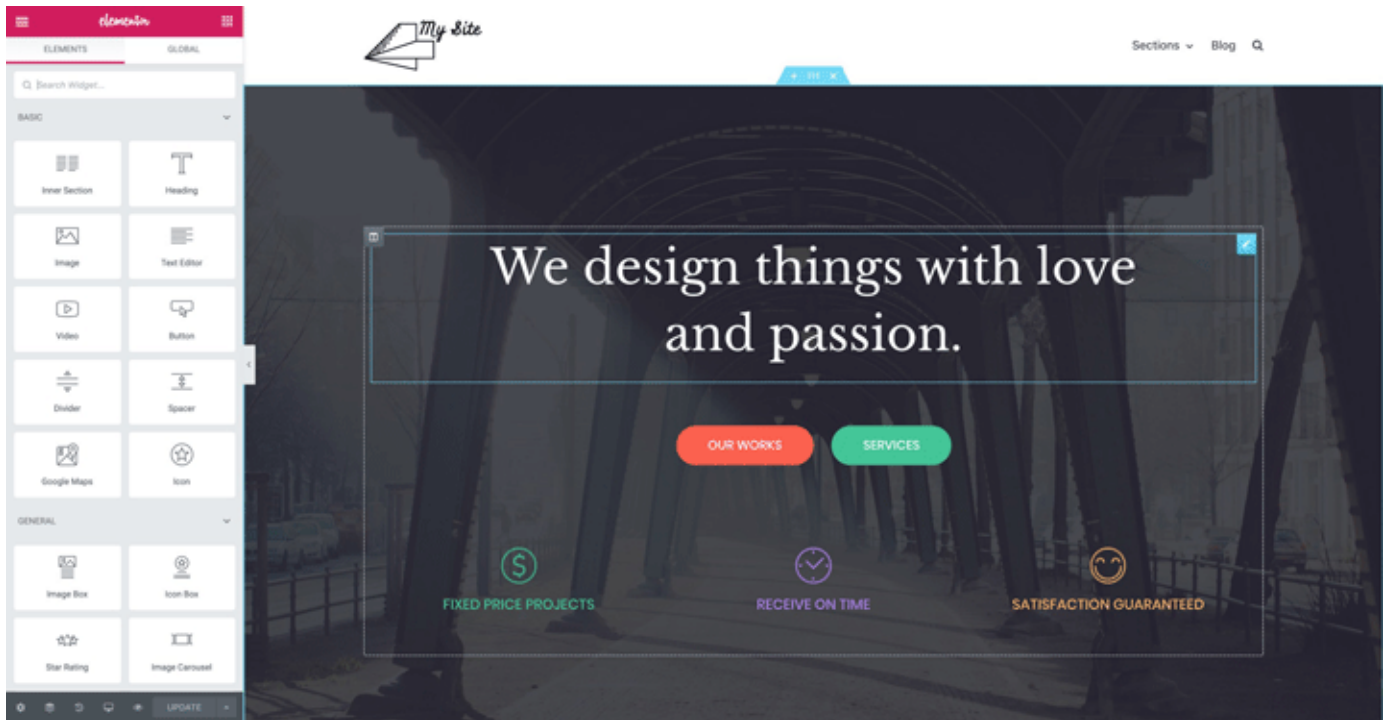 elementor
ELEMENTS GLOBAL
Search Widget...
BASIC
Inner Section Heading
Image Text Editor
Video Button
Divider Spacer
Google Maps Icon
GENERAL
Image Box Icon Box
Star Rating Image Carousel
UPDATE
My Site
Sections Blog
We design things with love
and passion.
OUR WORKS SERVICES
FIXED PRICE PROJECTS RECEIVE ON TIME SATISFACTION GUARANTEED